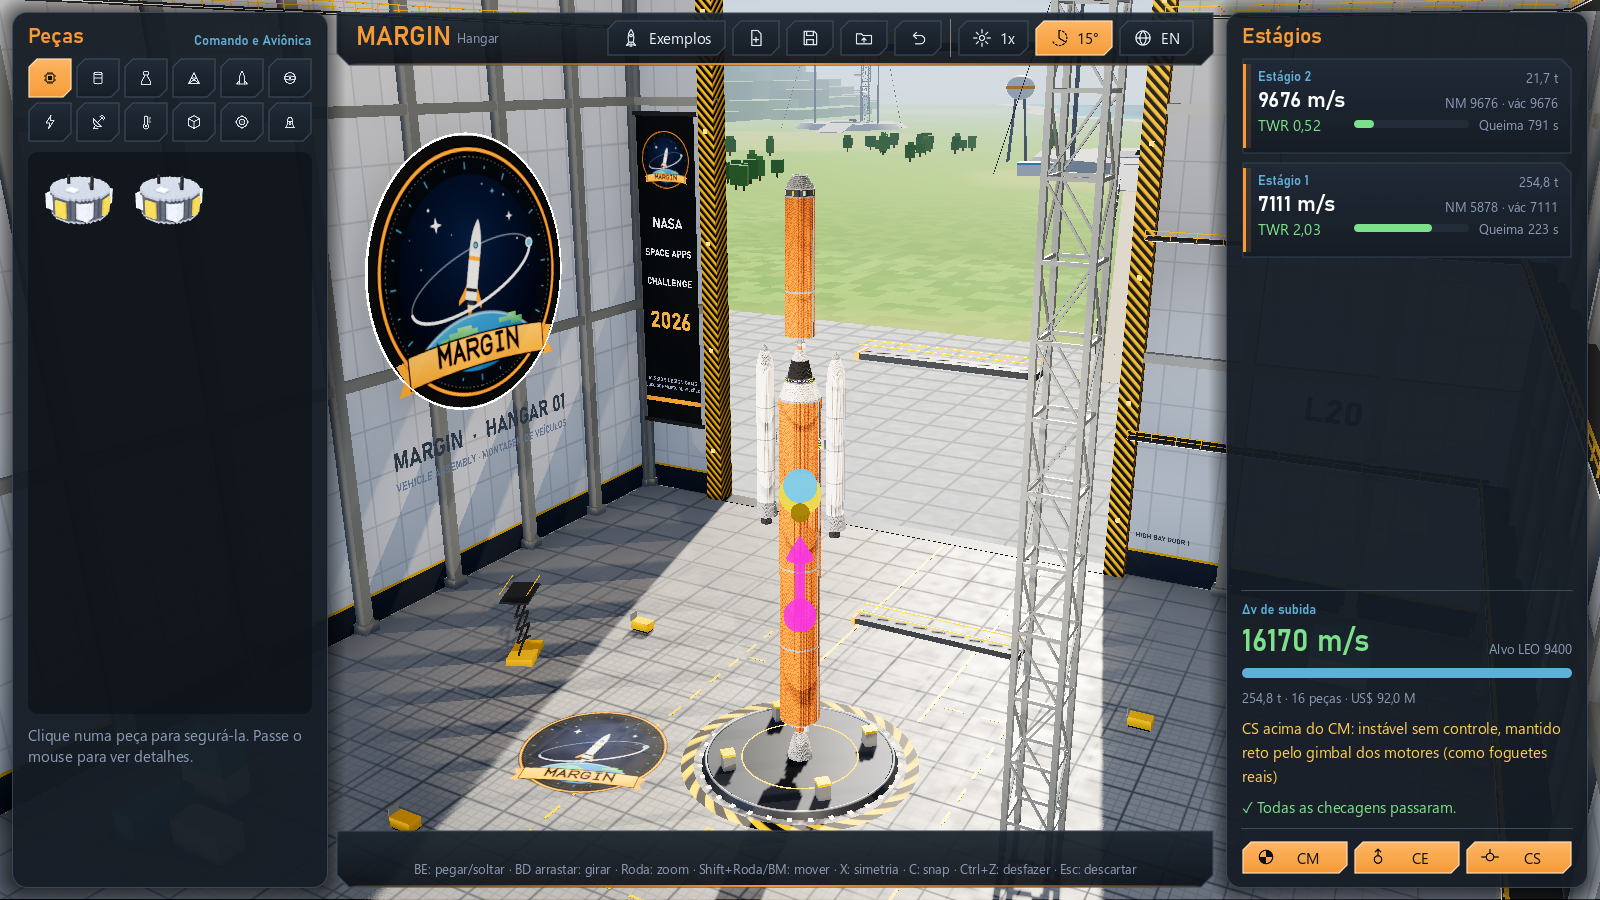 Peças
Comando e Aviônica
Clique numa peça para segurá-la. Passe o
mouse para ver detalhes.
MARGIN Hangar
Exemplos
1x
15°
EN
MARGIN
MARGIN · HANGAR 01
MARGIN
NASA
SPACE APPS
CHALLENGE
2026
HIGH BAY DOOR 1
L20
MARGIN
BE: pegar/soltar · BD arrastar: girar · Roda: zoom · Shift+Roda/BM: mover · X: simetria · C: snap · Ctrl+Z: desfazer · Esc: descartar
Estágios
Estágio 2 21,7 t
9676 m/s NM 9676 · vác 9676
TWR 0,52 Queima 791 s
Estágio 1 254,8 t
7111 m/s NM 5878 · vác 7111
TWR 2,03 Queima 223 s
Δv de subida
16170 m/s Alvo LEO 9400
254,8 t · 16 peças · US$ 92,0 M
CS acima do CM: instável sem controle, mantido
reto pelo gimbal dos motores (como foguetes
reais)
✓ Todas as checagens passaram.
CM
CE
CS